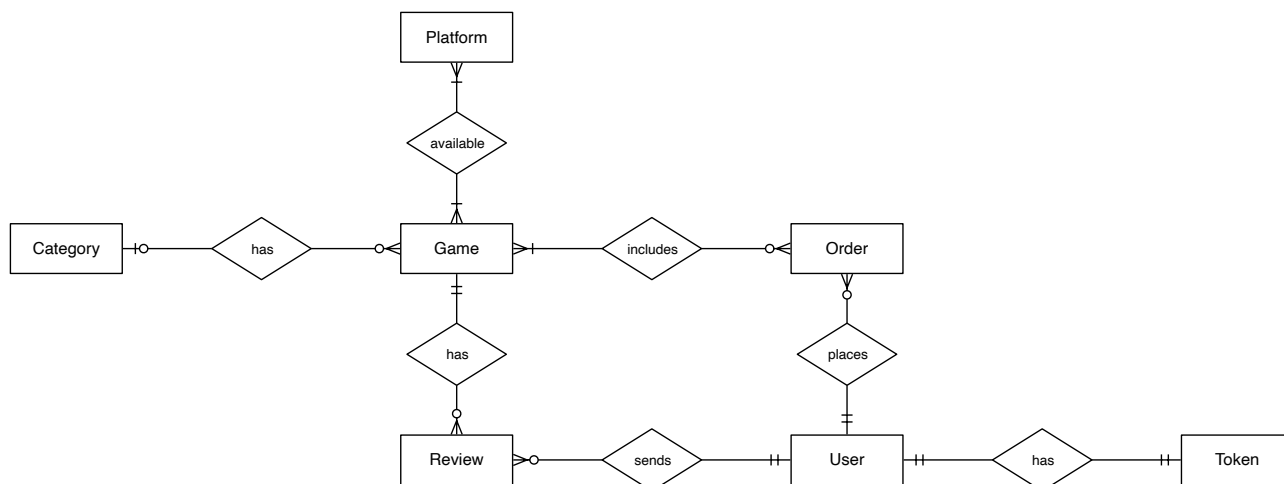 Platform
available
Category
has
Game
includes
Order
has
places
Review
sends
User
has
Token